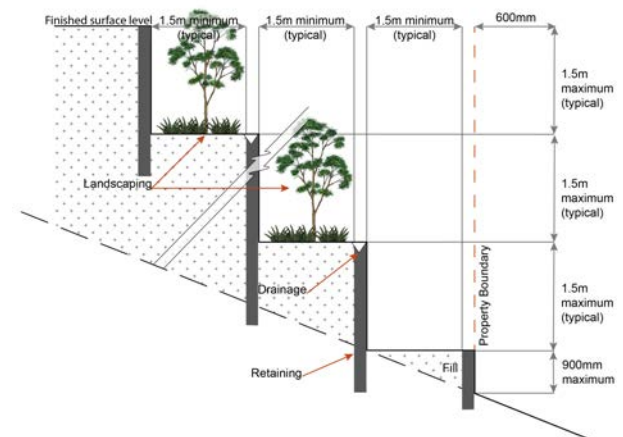 Finished surface level
1.5m minimum
(typical)
1.5m minimum
(typical)
1.5m minimum
(typical)
600mm
1.5m
maximum
(typical)
1.5m
maximum
(typical)
Landscaping
Drainage
1.5m
maximum
(typical)
Property Boundary
Retaining
Fill
900mm
maximum